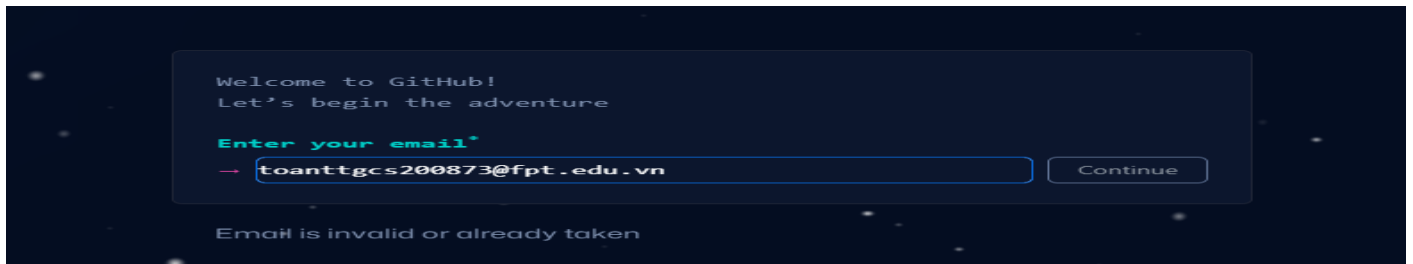 Welcome to GitHub!
Let's begin the adventure
Enter your email*
→ toanttgcs200873@fpt.edu.vn Continue
Email is invalid or already taken